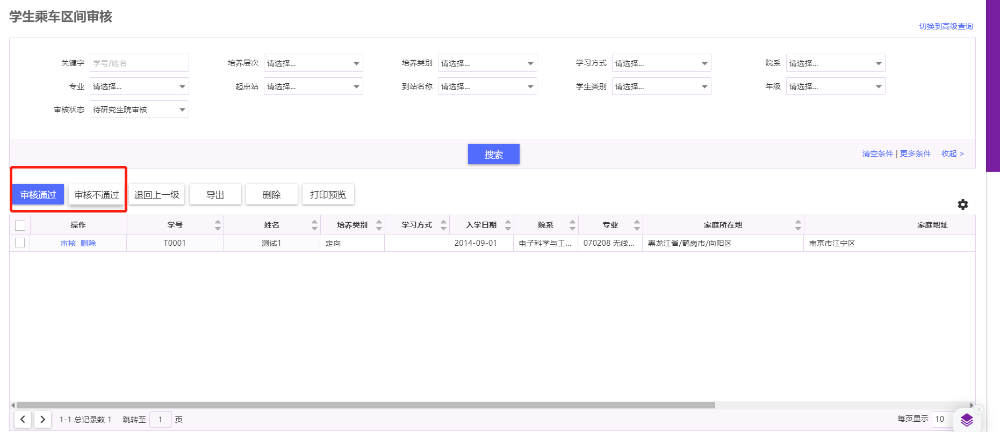 学生乘车区间审核
切换到高级查询
关键字 学号/姓名 培养层次 请选择... 培养类别 请选择... 学习方式 请选择... 院系 请选择...
专业 请选择... 起点站 请选择... 到站名称 请选择... 学生类别 请选择... 年级 请选择...
审核状态 待研究生院审核
搜索 清空条件 | 更多条件 收起 >
审核通过 审核不通过 退回上一级 导出 删除 打印预览
操作 学号 姓名 培养类别 学习方式 入学日期 院系 专业 家庭所在地 家庭地址
审核 删除 T0001 测试1 定向 2014-09-01 电子科学与工... 070208 无线... 黑龙江省/鹤岗市/向阳区 南京市江宁区
1-1 总记录数 1 跳转至 1 页 每页显示 10